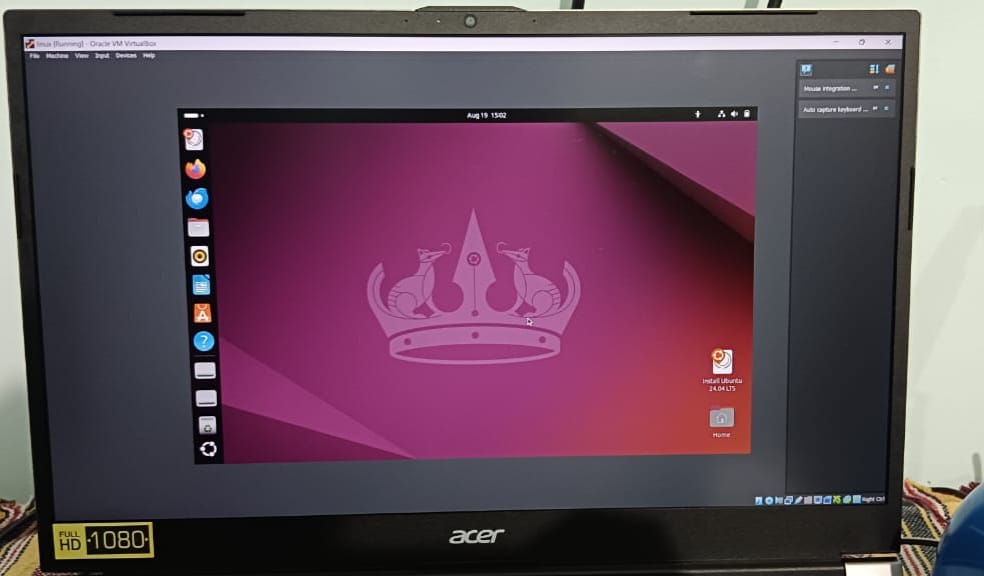 linux [Running] - Oracle VM VirtualBox
File Machine View Input Devices Help
Aug 19 15:02
Mouse integration ...
Auto capture keyboard ...
A
?
Install Ubuntu
24.04 LTS
Home
Right Ctrl
FULL
HD 1080
acer